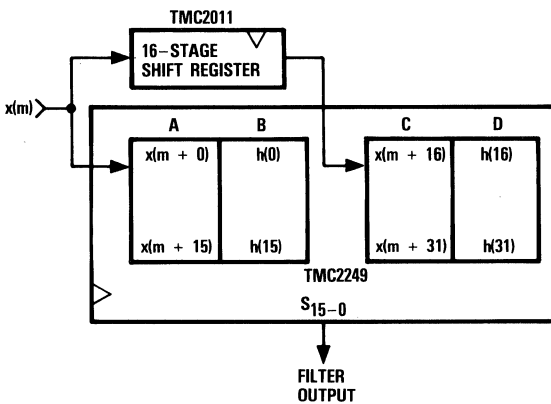 TMC2011
16-STAGE
SHIFT REGISTER
x(m)
A B C D
x(m + 0) h(0) x(m + 16) h(16)
x(m + 15) h(15) x(m + 31) h(31)
TMC2249
S15-0
FILTER
OUTPUT